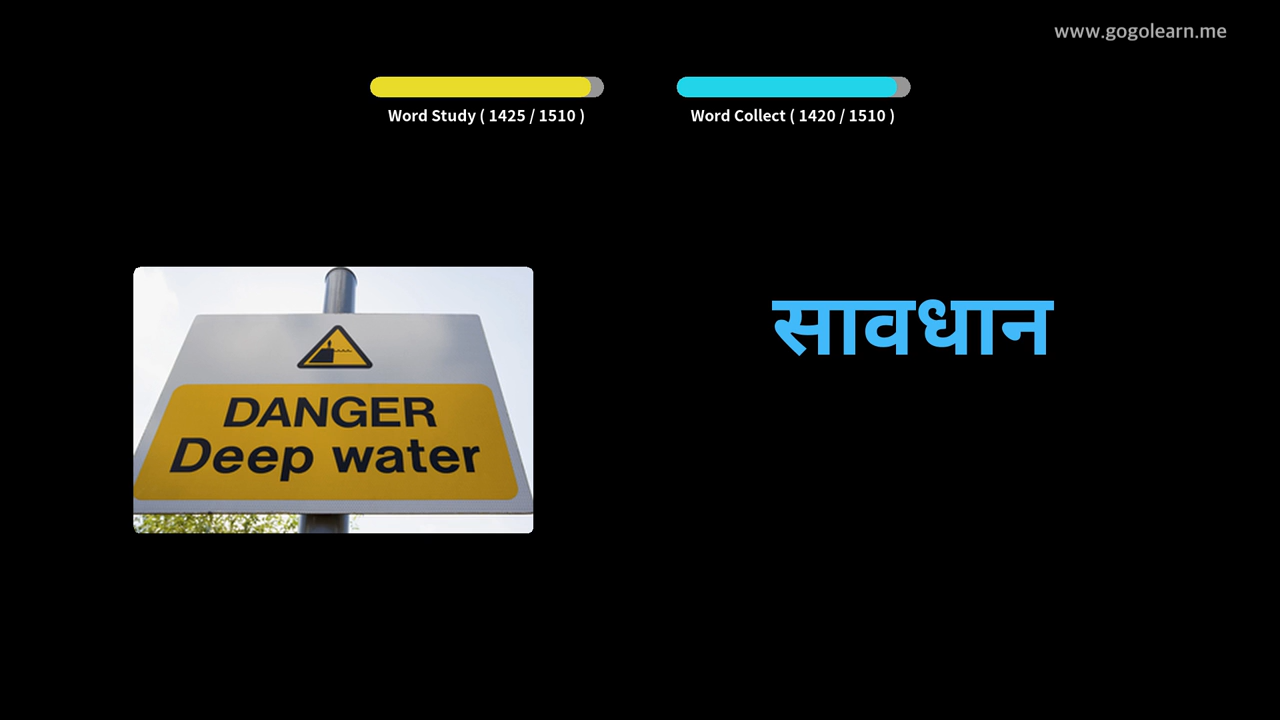 www.gogolearn.me
Word Study ( 1425 / 1510 )
Word Collect ( 1420 / 1510 )
DANGER
Deep water
सावधान